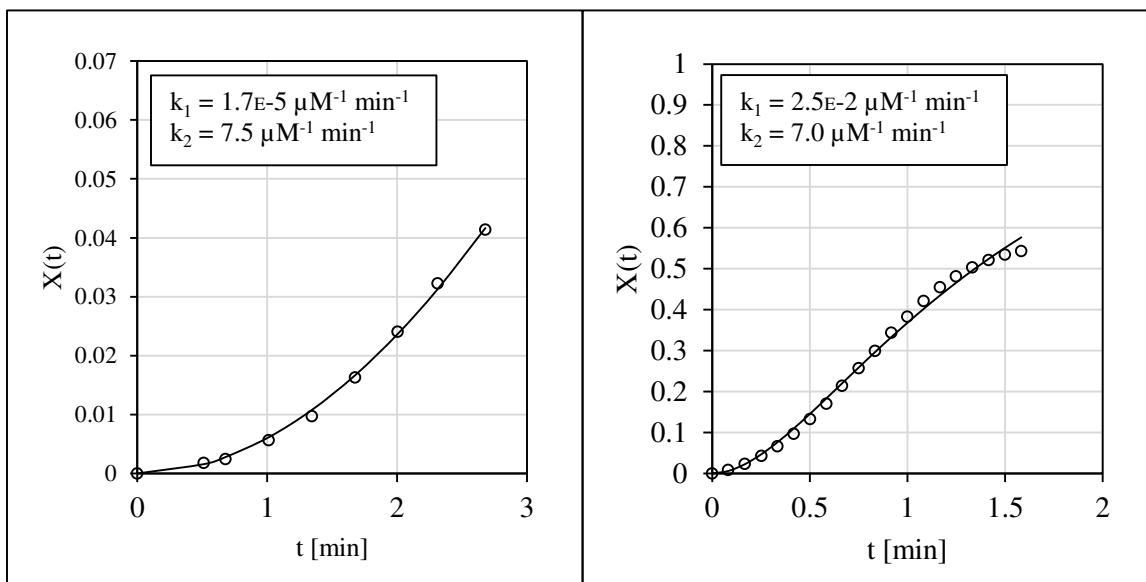 0.07
0.06
0.05
0.04
0.03
0.02
0.01
0
X(t)
k₁ = 1.7E-5 µM⁻¹ min⁻¹
k₂ = 7.5 µM⁻¹ min⁻¹
0 1 2 3
t [min]
1
0.9
0.8
0.7
0.6
0.5
0.4
0.3
0.2
0.1
0
X(t)
k₁ = 2.5E-2 µM⁻¹ min⁻¹
k₂ = 7.0 µM⁻¹ min⁻¹
0 0.5 1 1.5 2
t [min]